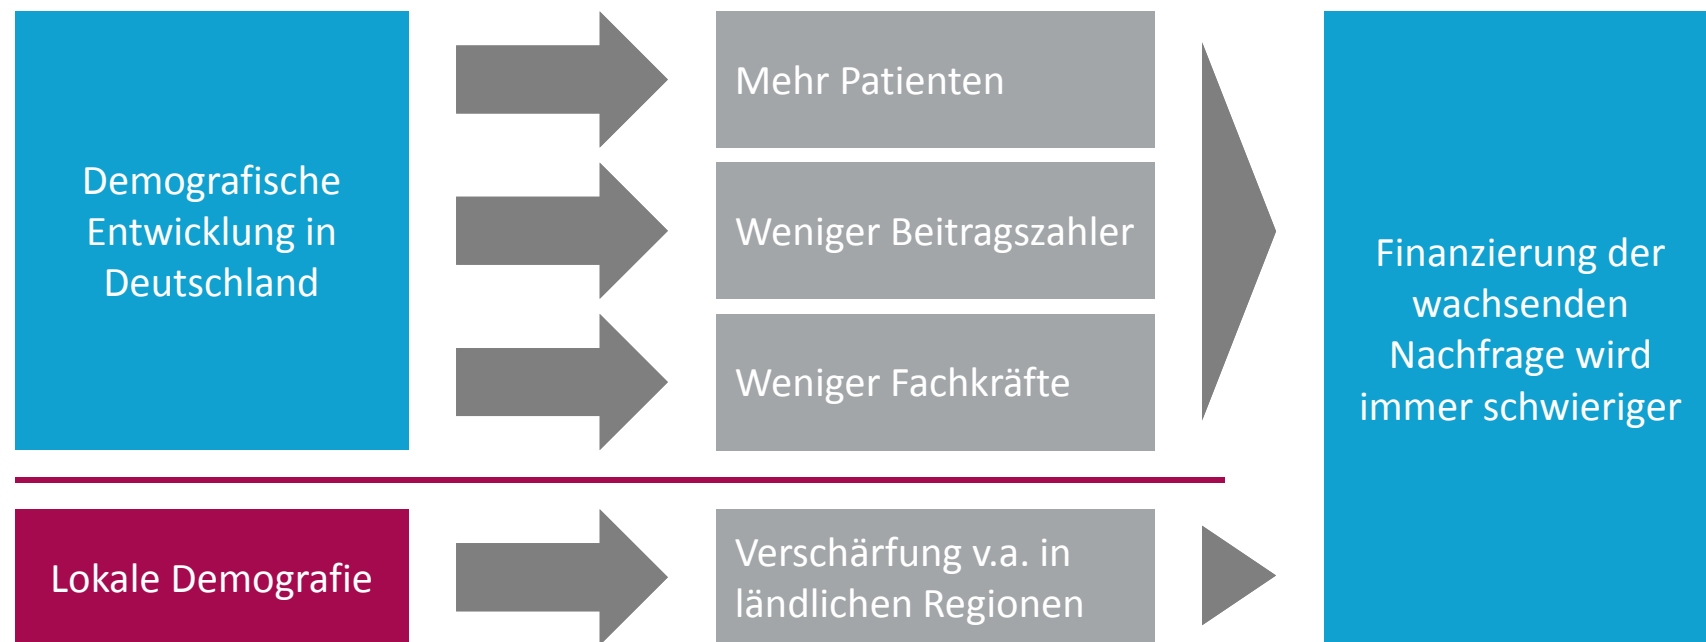 Demografische
Entwicklung in
Deutschland
Mehr Patienten
Weniger Beitragszahler
Weniger Fachkräfte
Finanzierung der
wachsenden
Nachfrage wird
immer schwieriger
Lokale Demografie
Verschärfung v.a. in
ländlichen Regionen